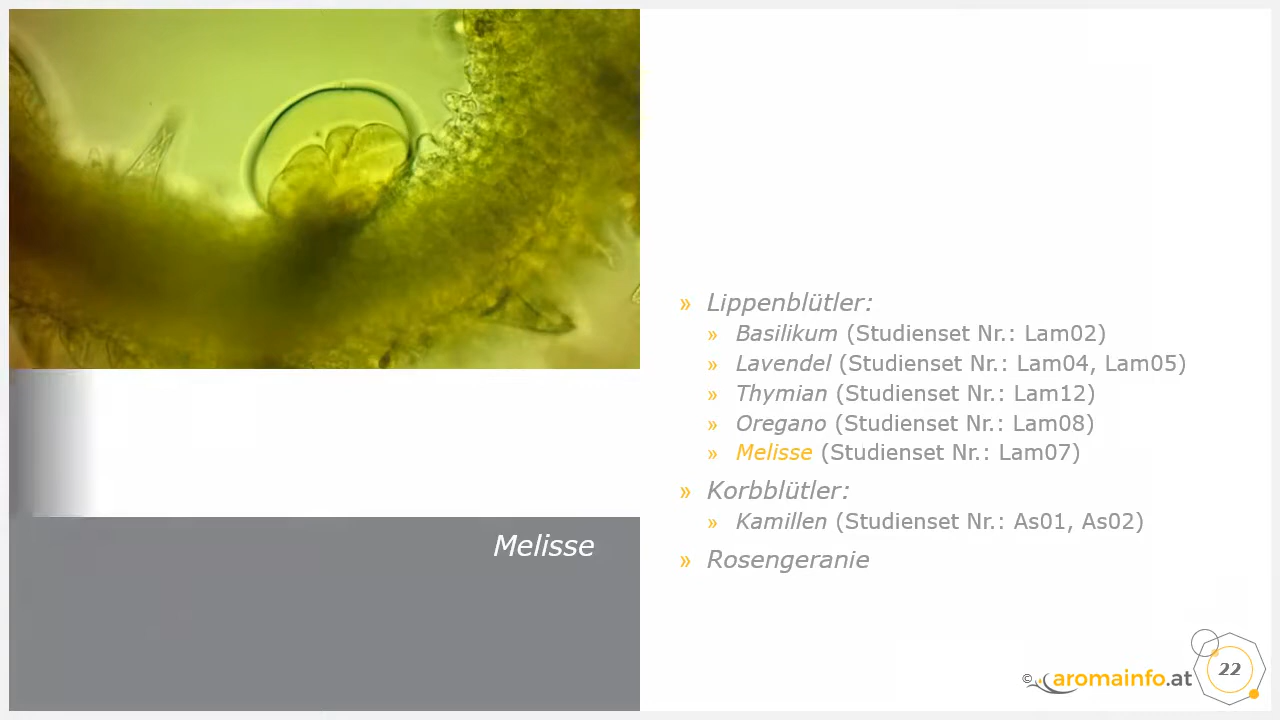 » Lippenblütler:
» Basilikum (Studienset Nr.: Lam02)
» Lavendel (Studienset Nr.: Lam04, Lam05)
» Thymian (Studienset Nr.: Lam12)
» Oregano (Studienset Nr.: Lam08)
» Melisse (Studienset Nr.: Lam07)
» Korbblütler:
» Kamillen (Studienset Nr.: As01, As02)
» Rosengeranie
Melisse
© aromainfo.at
22